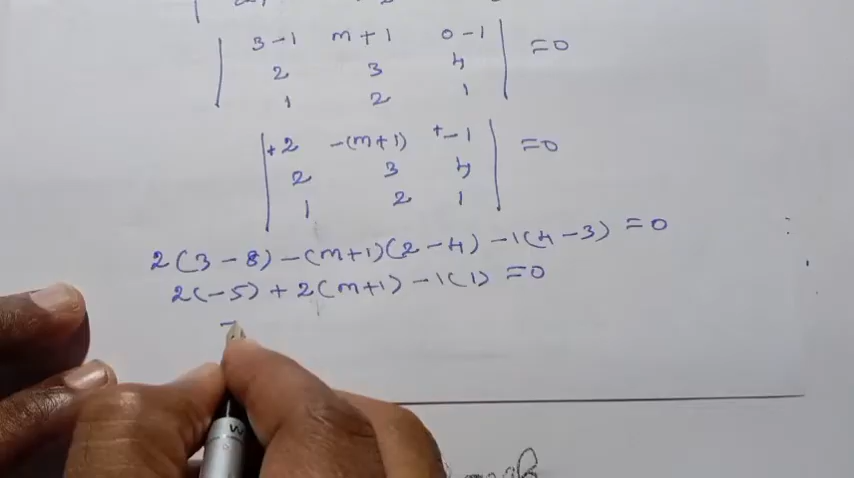 | 3-1 m+1 0-1 |
| 2 3 4 | =0
| 1 2 1 |
| +2 -(m+1) +-1 |
| 2 3 4 | =0
| 1 2 1 |
2(3-8)-(m+1)(2-4)-1(4-3)=0
2(-5)+2(m+1)-1(1)=0
-
W